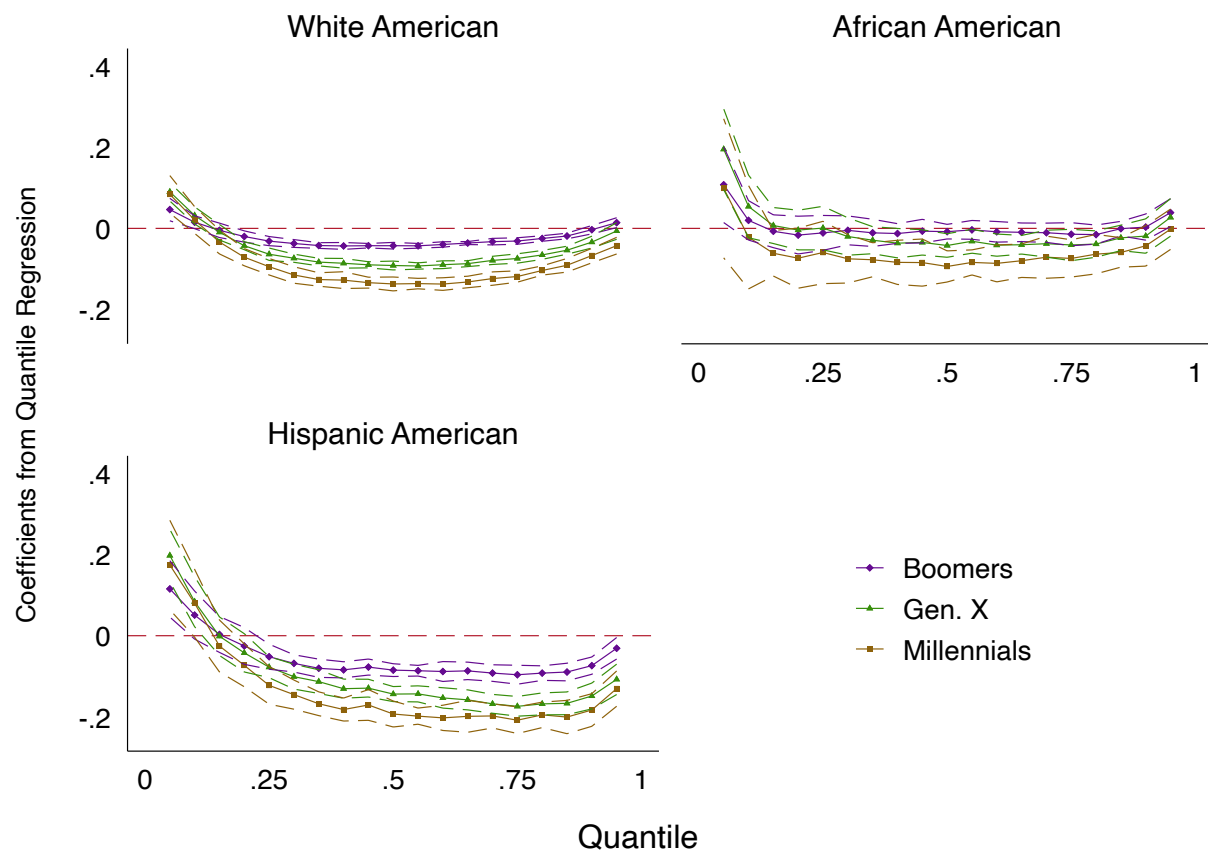 White American
African American
Coefficients from Quantile Regression
.4
.2
0
-.2
0 .25 .5 .75 1
Hispanic American
.4
.2
0
-.2
0 .25 .5 .75 1
Boomers
Gen. X
Millennials
Quantile